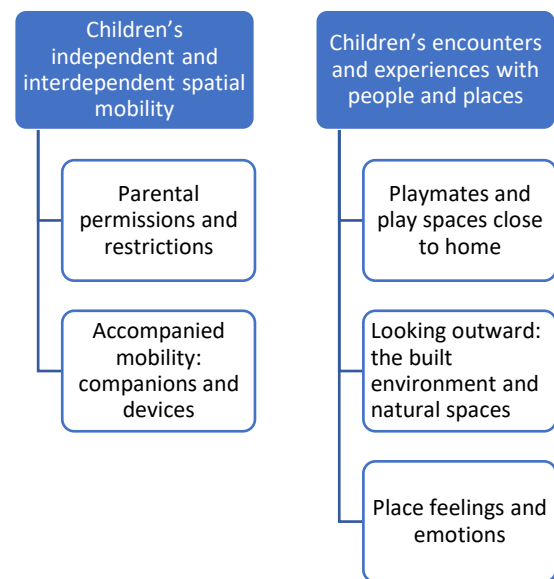 Children's
independent and
interdependent spatial
mobility
Parental
permissions and
restrictions
Accompanied
mobility:
companions and
devices
Children's encounters
and experiences with
people and places
Playmates and
play spaces close
to home
Looking outward:
the built
environment and
natural spaces
Place feelings and
emotions